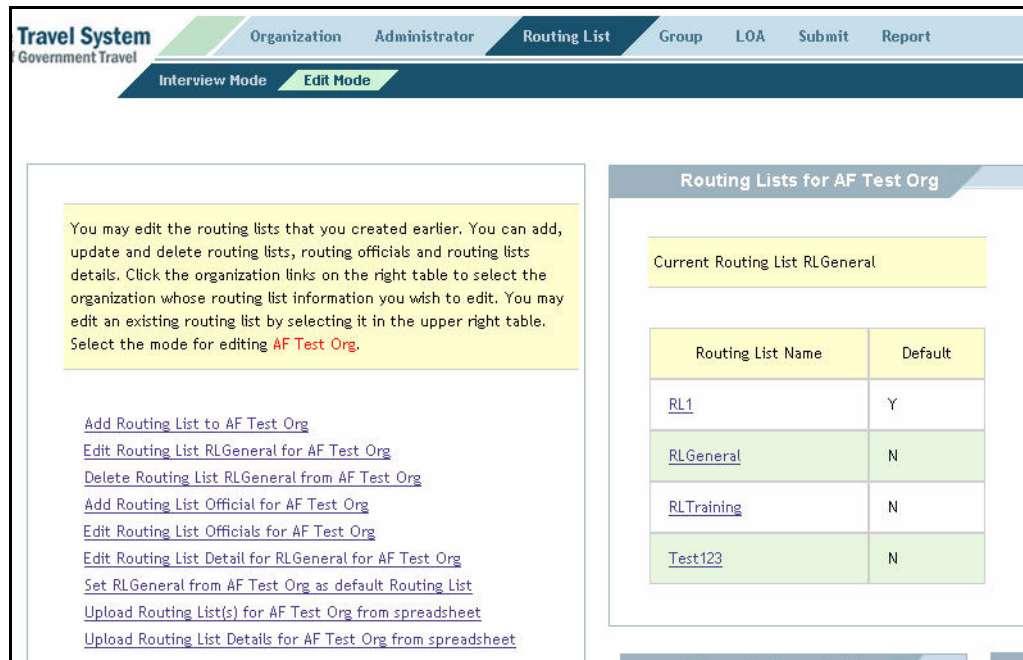 Travel System
f Government Travel
Organization Administrator Routing List Group LOA Submit Report
Interview Mode Edit Mode
You may edit the routing lists that you created earlier. You can add,
update and delete routing lists, routing officials and routing lists
details. Click the organization links on the right table to select the
organization whose routing list information you wish to edit. You may
edit an existing routing list by selecting it in the upper right table.
Select the mode for editing AF Test Org.
Add Routing List to AF Test Org
Edit Routing List RLGeneral for AF Test Org
Delete Routing List RLGeneral from AF Test Org
Add Routing List Official for AF Test Org
Edit Routing List Officials for AF Test Org
Edit Routing List Detail for RLGeneral for AF Test Org
Set RLGeneral from AF Test Org as default Routing List
Upload Routing List(s) for AF Test Org from spreadsheet
Upload Routing List Details for AF Test Org from spreadsheet
Routing Lists for AF Test Org
Current Routing List RLGeneral
Routing List Name Default
RL1 Y
RLGeneral N
RLTraining N
Test123 N